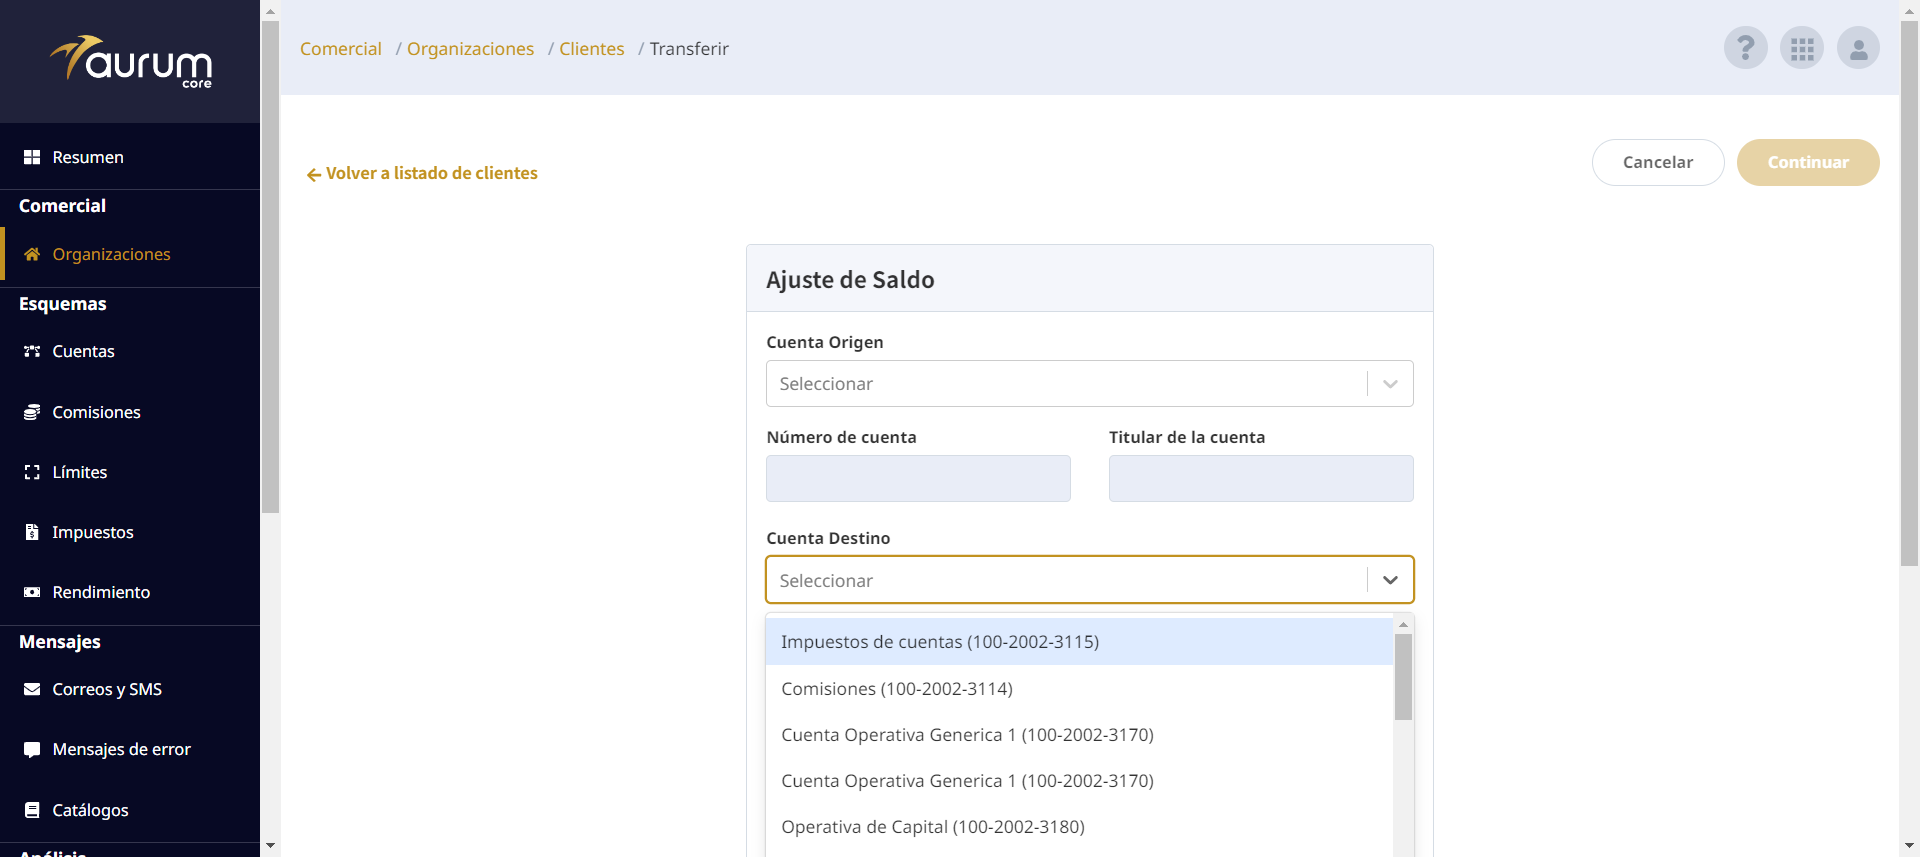 aurum
core
Resumen
Comercial
Organizaciones
Esquemas
Cuentas
Comisiones
Límites
Impuestos
Rendimiento
Mensajes
Correos y SMS
Mensajes de error
Catálogos
Análisis
Comercial / Organizaciones / Clientes / Transferir
?
Volver a listado de clientes
Cancelar
Continuar
Ajuste de Saldo
Cuenta Origen
Seleccionar
Número de cuenta
Titular de la cuenta
Cuenta Destino
Seleccionar
Impuestos de cuentas (100-2002-3115)
Comisiones (100-2002-3114)
Cuenta Operativa Generica 1 (100-2002-3170)
Cuenta Operativa Generica 1 (100-2002-3170)
Operativa de Capital (100-2002-3180)